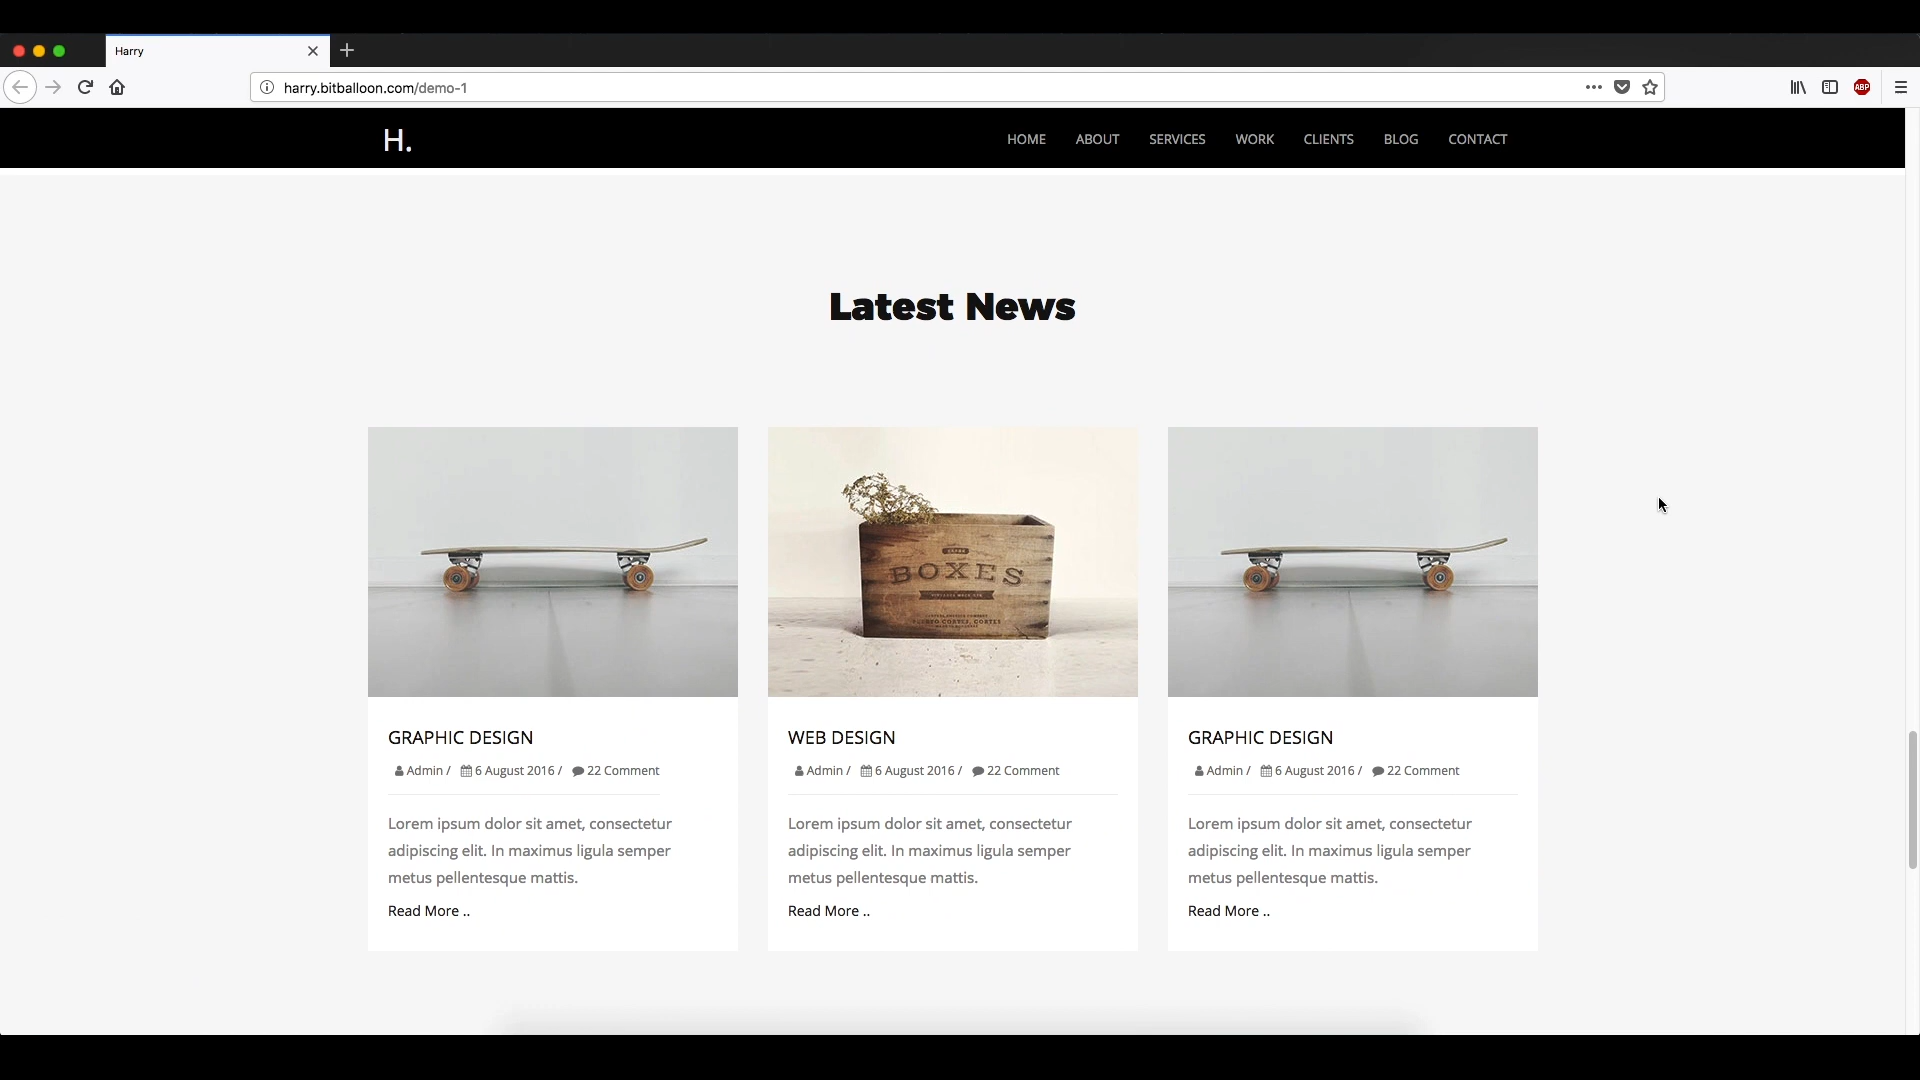 Harry
harry.bitballoon.com/demo-1
ABP
H.
HOME ABOUT SERVICES WORK CLIENTS BLOG CONTACT
Latest News
BOXES
GRAPHIC DESIGN
Admin / 6 August 2016 / 22 Comment
Lorem ipsum dolor sit amet, consectetur
adipiscing elit. In maximus ligula semper
metus pellentesque mattis.
Read More ..
WEB DESIGN
Admin / 6 August 2016 / 22 Comment
Lorem ipsum dolor sit amet, consectetur
adipiscing elit. In maximus ligula semper
metus pellentesque mattis.
Read More ..
GRAPHIC DESIGN
Admin / 6 August 2016 / 22 Comment
Lorem ipsum dolor sit amet, consectetur
adipiscing elit. In maximus ligula semper
metus pellentesque mattis.
Read More ..